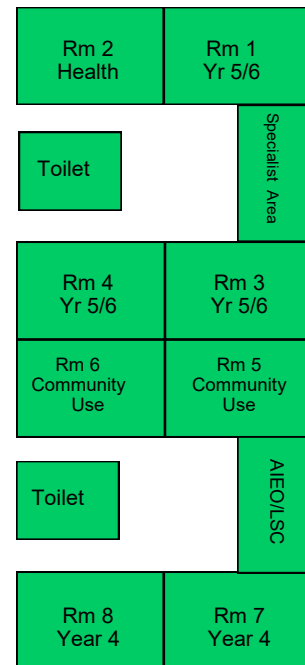 Rm 2
Health
Rm 1
Yr 5/6
Specialist Area
Toilet
Rm 4
Yr 5/6
Rm 3
Yr 5/6
Rm 6
Community
Use
Rm 5
Community
Use
AIEO/LSC
Toilet
Rm 8
Year 4
Rm 7
Year 4